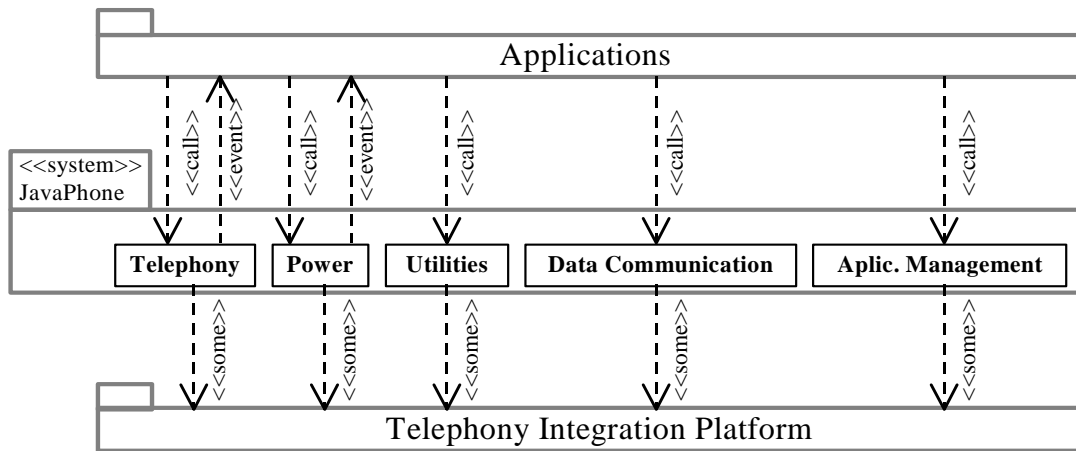 Applications
<<call>>
<<event>>
<<call>>
<<event>>
<<call>>
<<call>>
<<call>>
<<system>>
JavaPhone
Telephony
Power
Utilities
Data Communication
Aplic. Management
<<some>>
<<some>>
<<some>>
<<some>>
<<some>>
Telephony Integration Platform